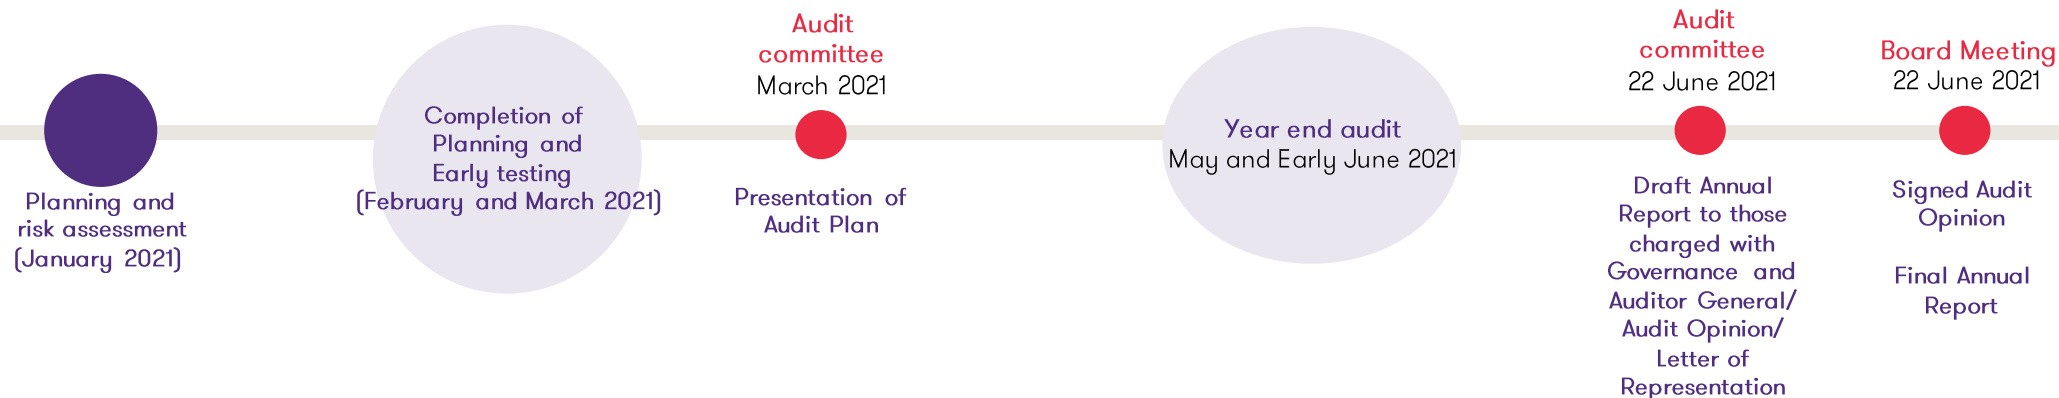 Planning and
risk assessment
(January 2021)
Completion of
Planning and
Early testing
(February and March 2021)
Audit
committee
March 2021
Presentation of
Audit Plan
Year end audit
May and Early June 2021
Audit
committee
22 June 2021
Draft Annual
Report to those
charged with
Governance and
Auditor General/
Audit Opinion/
Letter of
Representation
Board Meeting
22 June 2021
Signed Audit
Opinion
Final Annual
Report